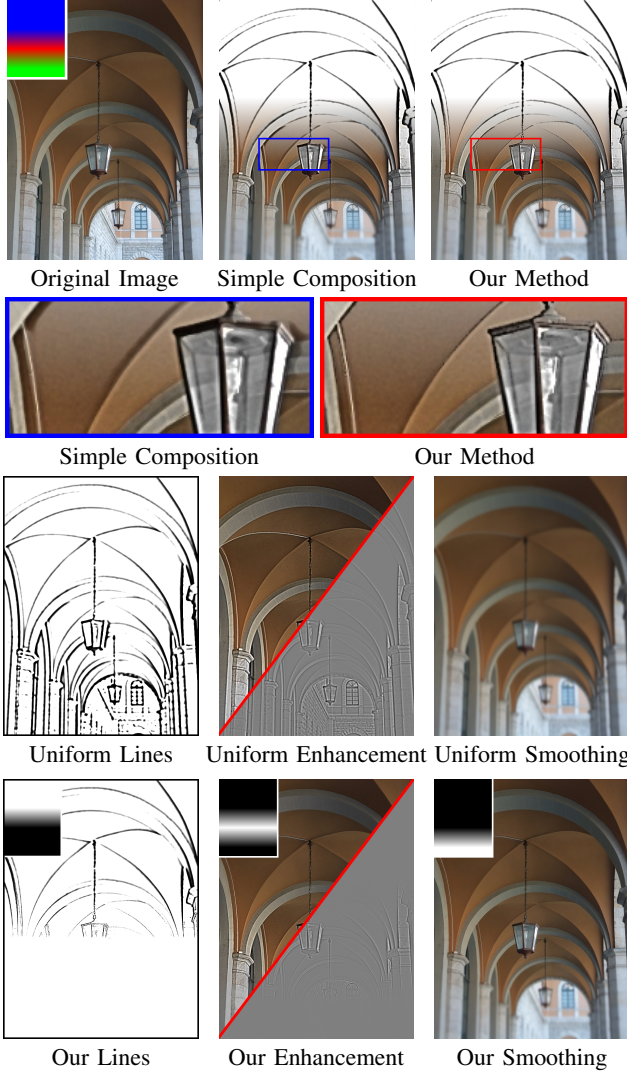 Original Image
Simple Composition
Our Method
Simple Composition
Our Method
Uniform Lines
Uniform Enhancement
Uniform Smoothing
Our Lines
Our Enhancement
Our Smoothing